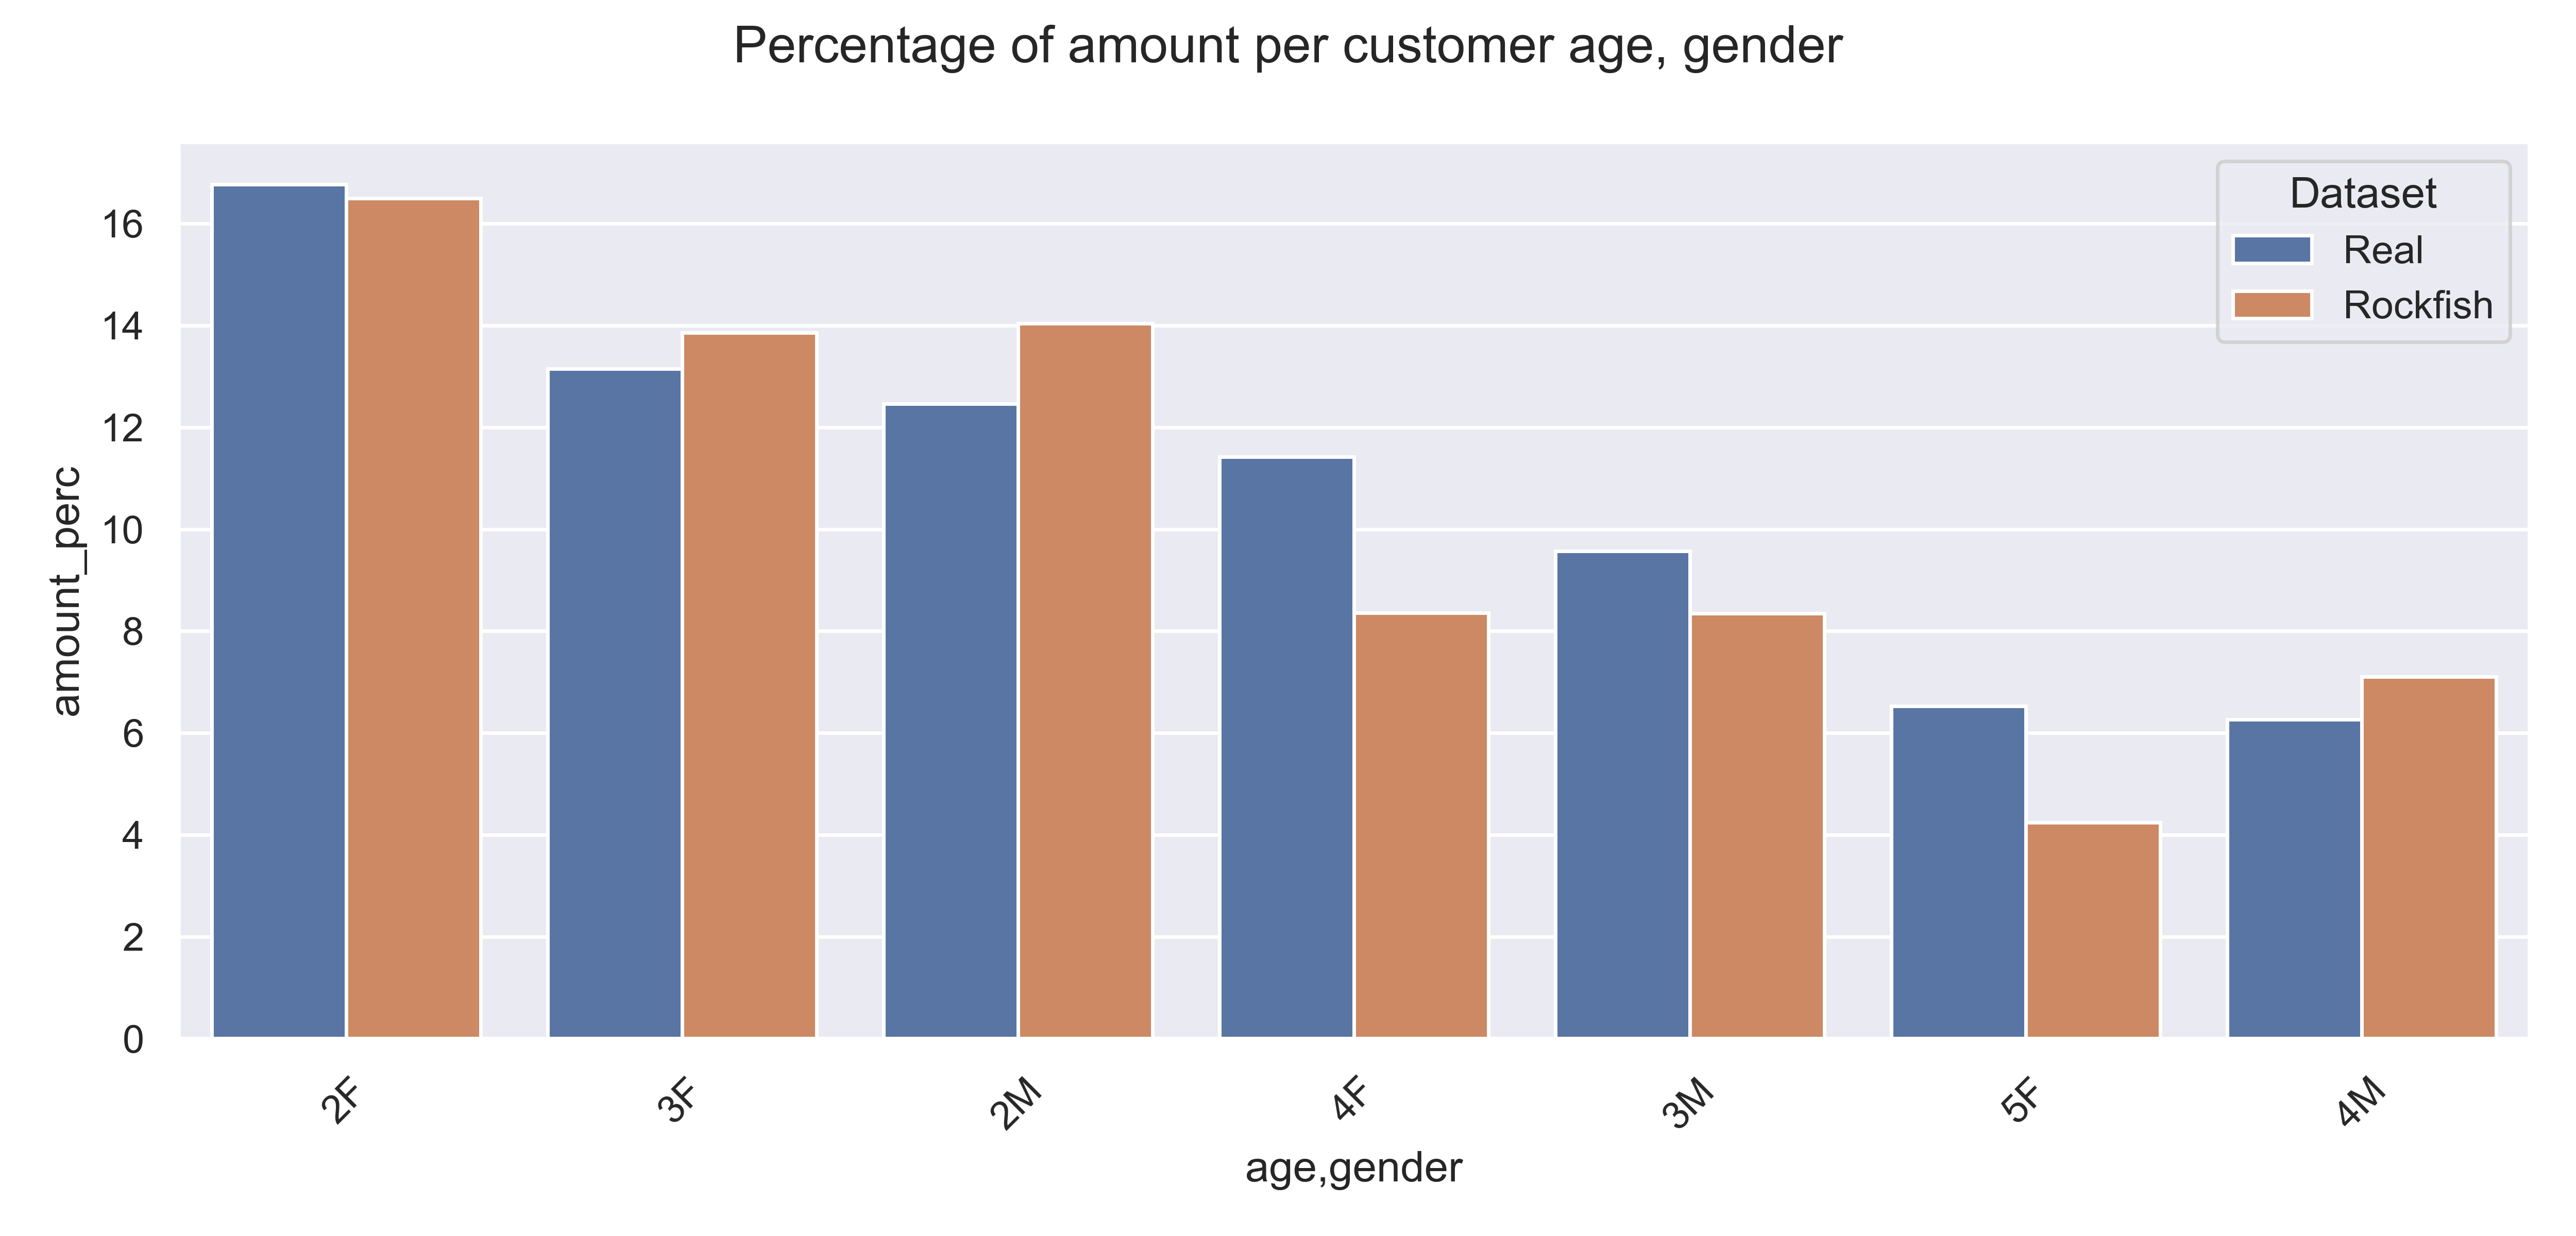 Percentage of amount per customer age, gender
Dataset
Real
Rockfish
amount_perc
16
14
12
10
8
6
4
2
0
2F
3F
2M
4F
3M
5F
4M
age,gender